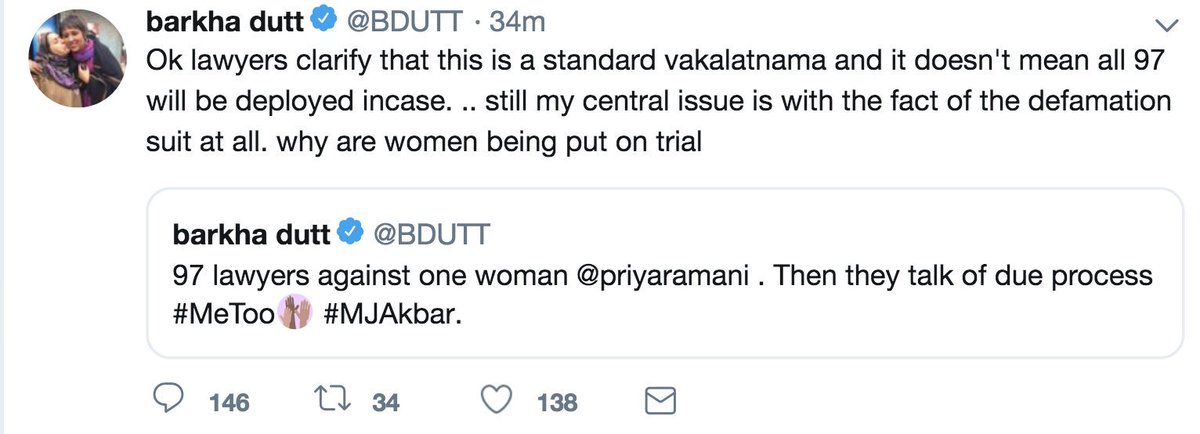 barkha dutt @BDUTT · 34m
Ok lawyers clarify that this is a standard vakalatnama and it doesn't mean all 97
will be deployed incase. .. still my central issue is with the fact of the defamation
suit at all. why are women being put on trial
barkha dutt @BDUTT
97 lawyers against one woman @priyaramani . Then they talk of due process
#MeToo #MJAkbar.
146 34 138